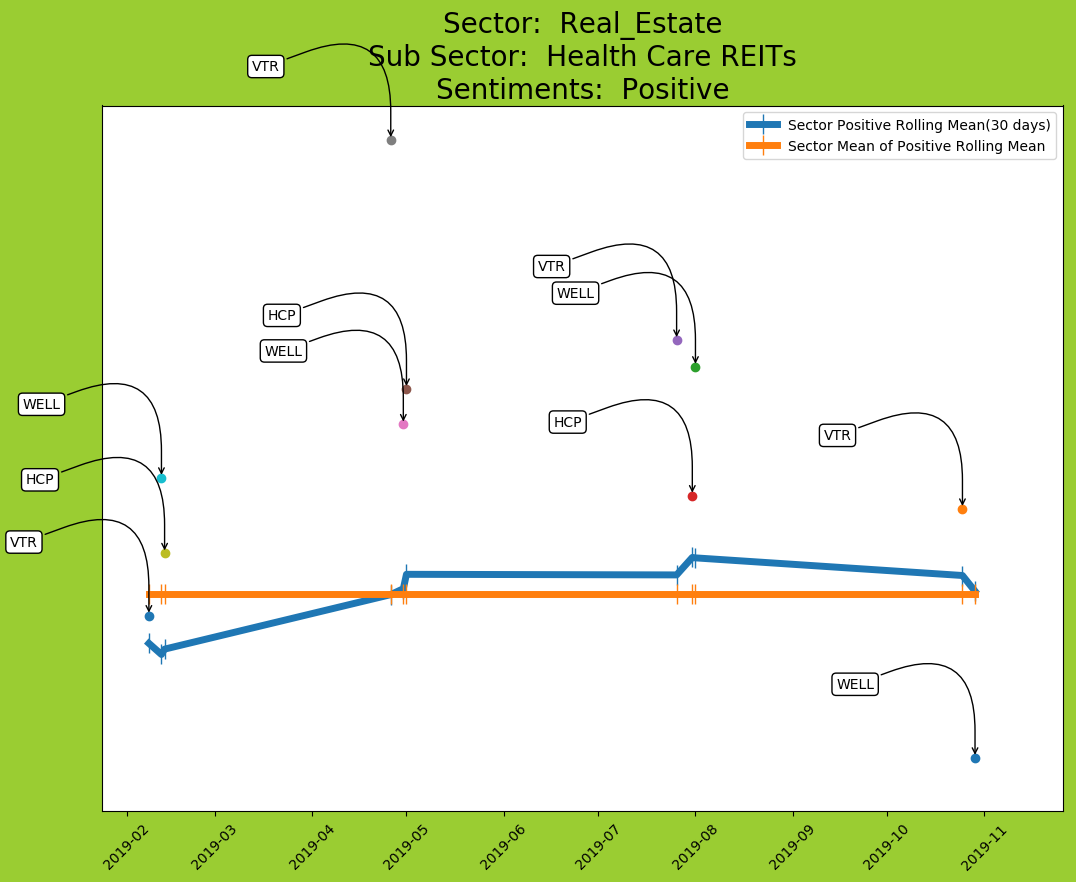 Sector:  Real_Estate
Sub Sector:  Health Care REITs
Sentiments:  Positive
VTR
Sector Positive Rolling Mean(30 days)
Sector Mean of Positive Rolling Mean
VTR
WELL
HCP
WELL
WELL
HCP
VTR
HCP
VTR
WELL
2019-02
2019-03
2019-04
2019-05
2019-06
2019-07
2019-08
2019-09
2019-10
2019-11